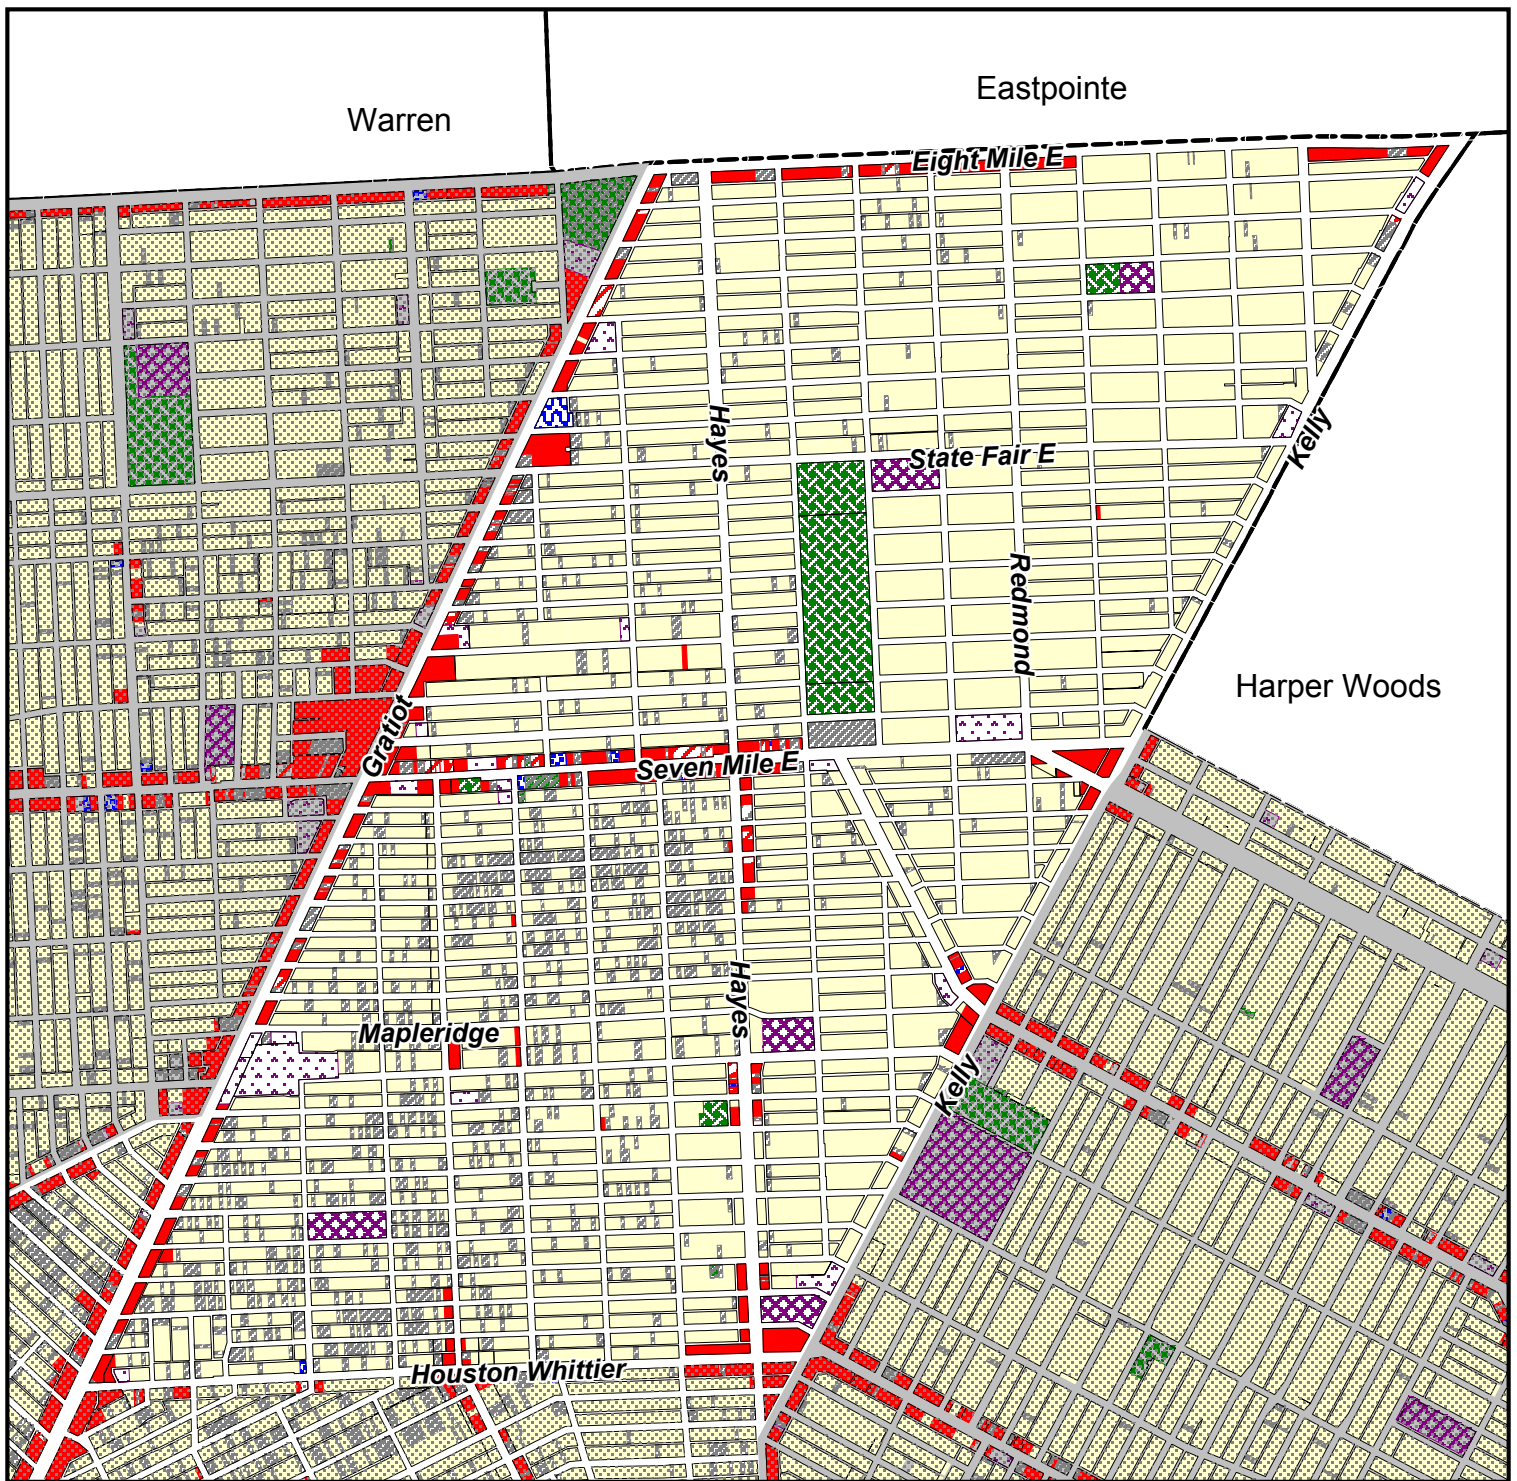 Eastpointe
Warren
Eight Mile E
Hayes
Kelly
State Fair E
Redmond
Harper Woods
Gratiot
Seven Mile E
Hayes
Mapleridge
Kelly
Houston Whittier